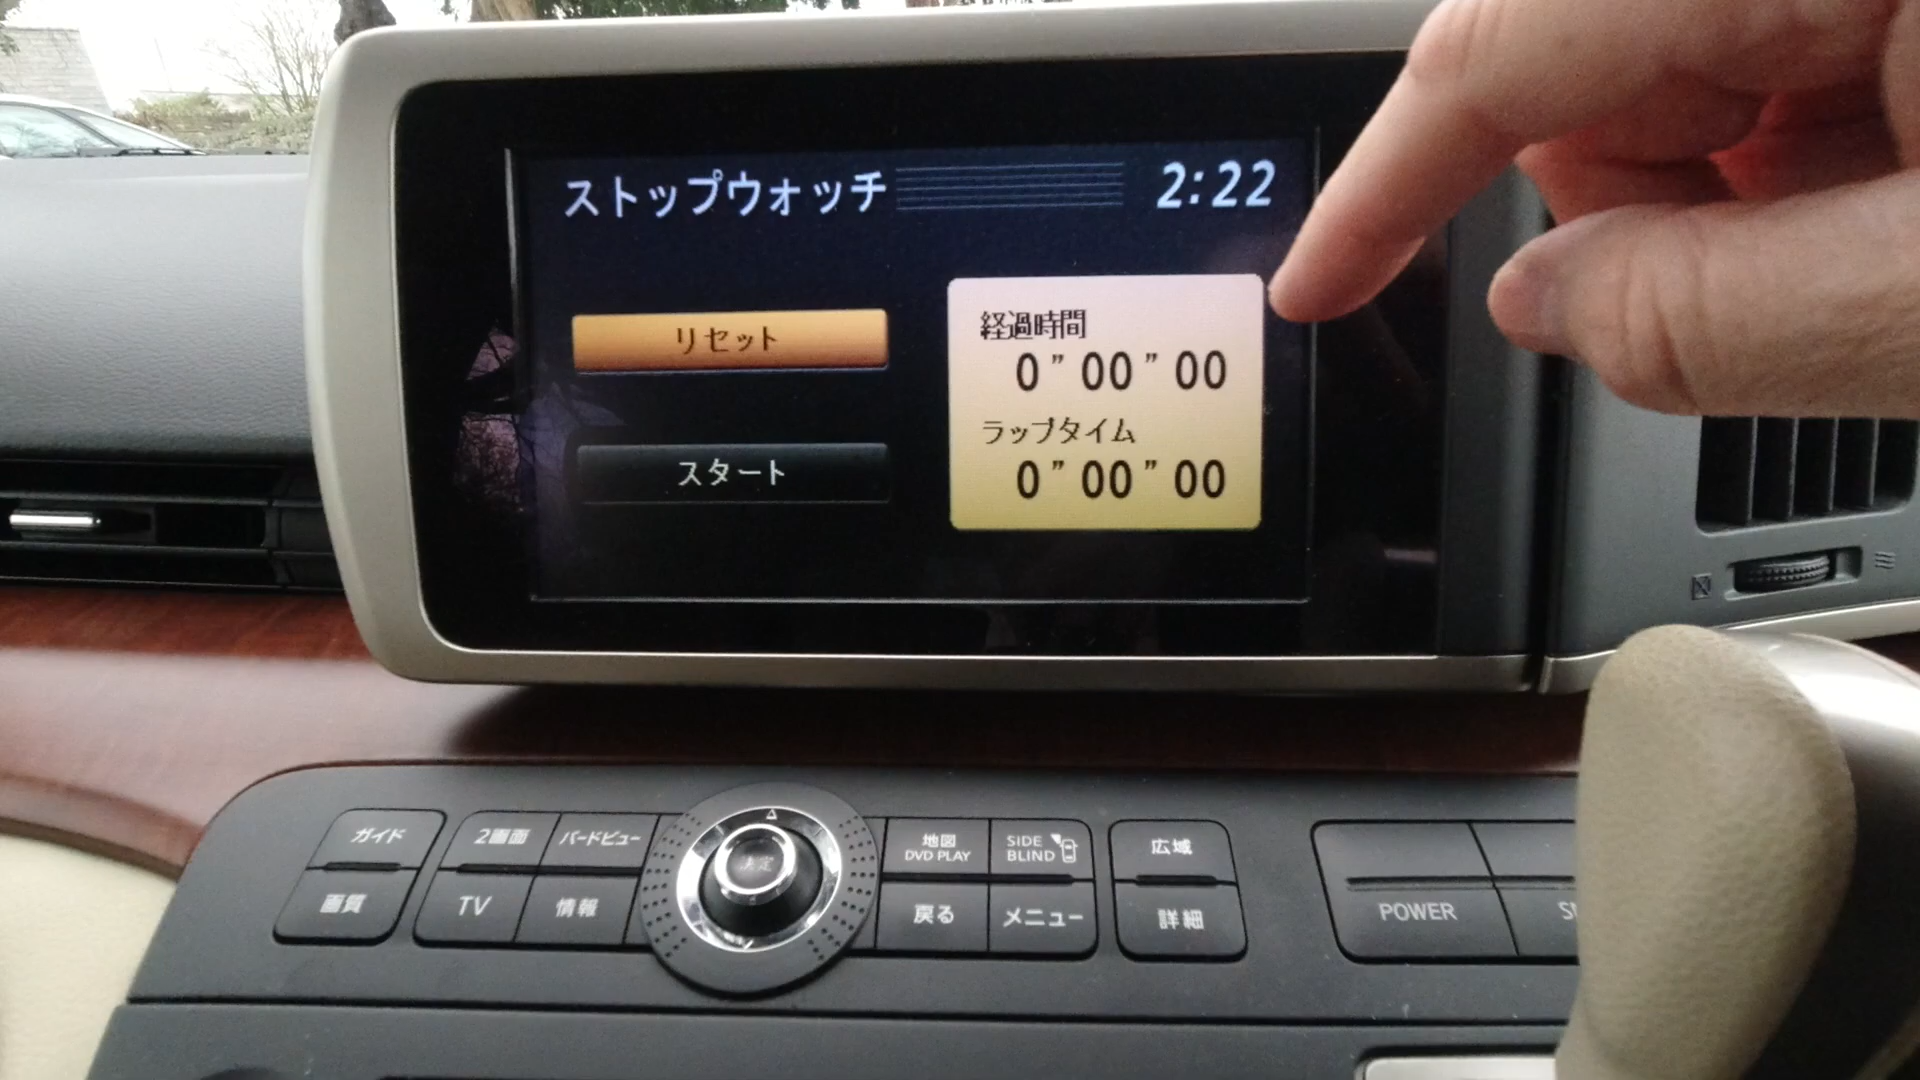 ストップウォッチ 2:22
リセット
経過時間
0"00"00
ラップタイム
0"00"00
スタート
ガイド
2画面
バードビュー
地図
DVD PLAY
SIDE
BLIND
広域
画質
TV
情報
決定
戻る
メニュー
詳細
POWER